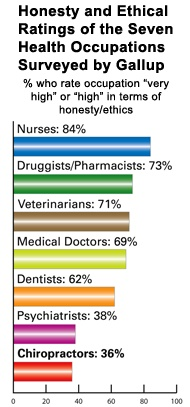 Honesty and Ethical
Ratings of the Seven
Health Occupations
Surveyed by Gallup
% who rate occupation “very
high” or “high” in terms of
honesty/ethics
Nurses: 84%
Druggists/Pharmacists: 73%
Veterinarians: 71%
Medical Doctors: 69%
Dentists: 62%
Psychiatrists: 38%
Chiropractors: 36%
0 20 40 60 80 100